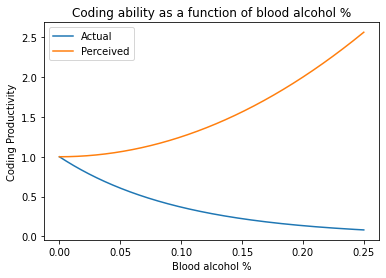 Coding ability as a function of blood alcohol %
Actual
Perceived
Coding Productivity
2.5
2.0
1.5
1.0
0.5
0.0
0.00 0.05 0.10 0.15 0.20 0.25
Blood alcohol %